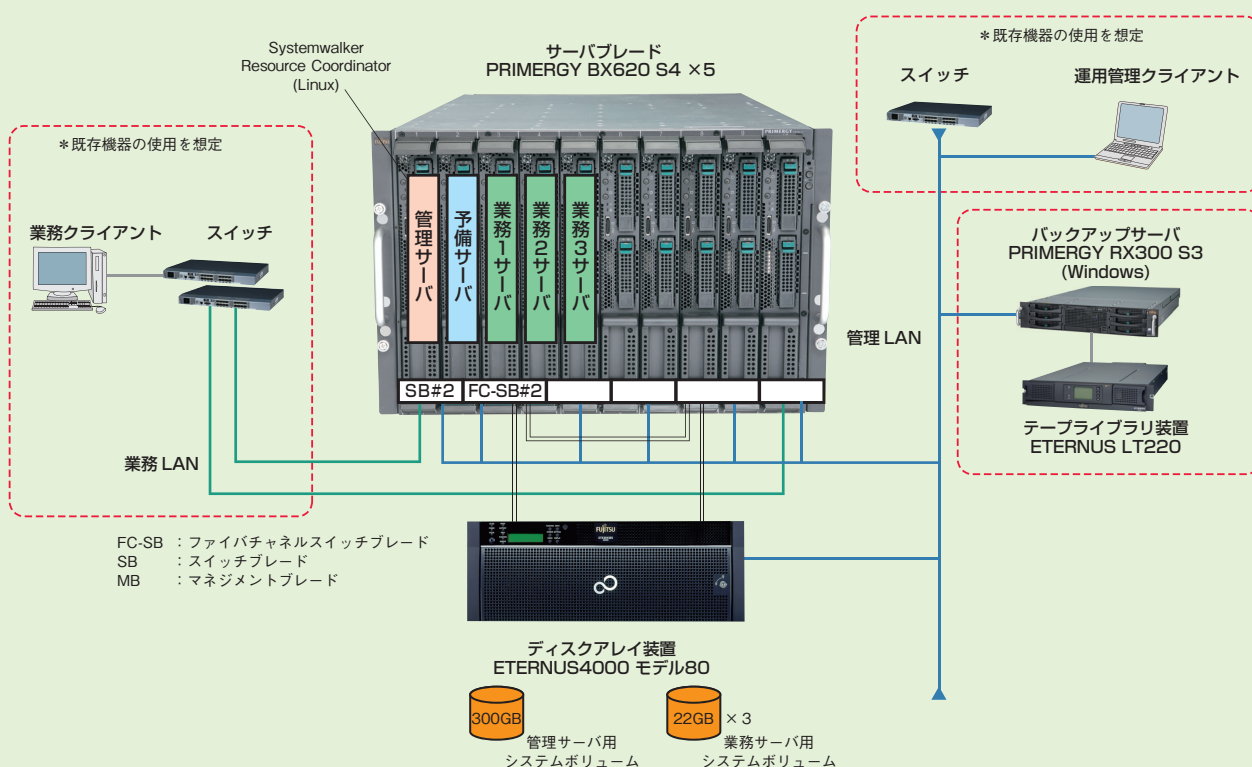 Systemwalker
Resource Coordinator
(Linux)
サーバブレード
PRIMERGY BX620 S4 ×5
＊既存機器の使用を想定
スイッチ
運用管理クライアント
＊既存機器の使用を想定
業務クライアント
スイッチ
PRIMERGY
管理サーバ
予備サーバ
業務1サーバ
業務2サーバ
業務3サーバ
バックアップサーバ
PRIMERGY RX300 S3
(Windows)
管理 LAN
SB#2
FC-SB#2
テープライブラリ装置
ETERNUS LT220
業務 LAN
FC-SB ：ファイバチャネルスイッチブレード
SB ：スイッチブレード
MB ：マネジメントブレード
FUJITSU
ディスクアレイ装置
ETERNUS4000 モデル80
300GB
管理サーバ用
システムボリューム
22GB ×3
業務サーバ用
システムボリューム